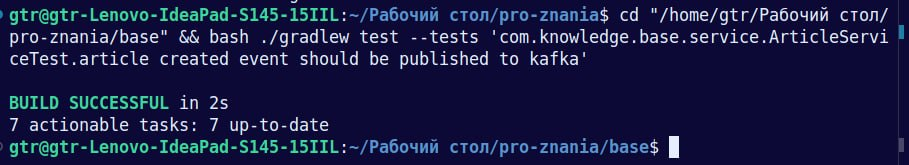 gtr@gtr-Lenovo-IdeaPad-S145-15IIL:~/Рабочий стол/pro-znania$ cd "/home/gtr/Рабочий стол/
pro-znania/base" && bash ./gradlew test --tests 'com.knowledge.base.service.ArticleServi
ceTest.article created event should be published to kafka'
BUILD SUCCESSFUL in 2s
7 actionable tasks: 7 up-to-date
gtr@gtr-Lenovo-IdeaPad-S145-15IIL:~/Рабочий стол/pro-znania/base$